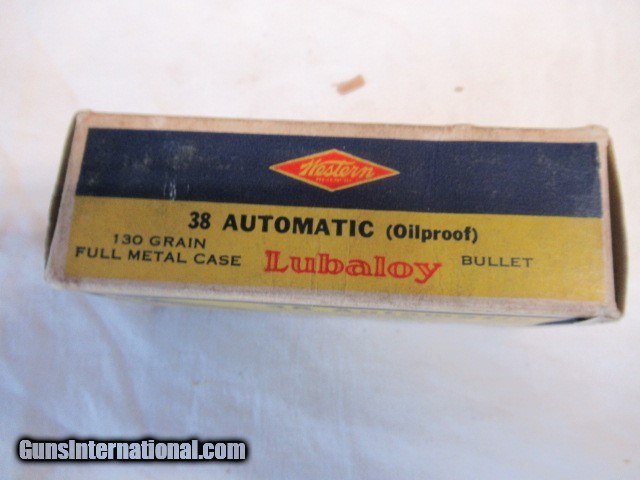 Western
38 AUTOMATIC (Oilproof)
130 GRAIN
FULL METAL CASE Lubaloy BULLET
GunsInternational.com